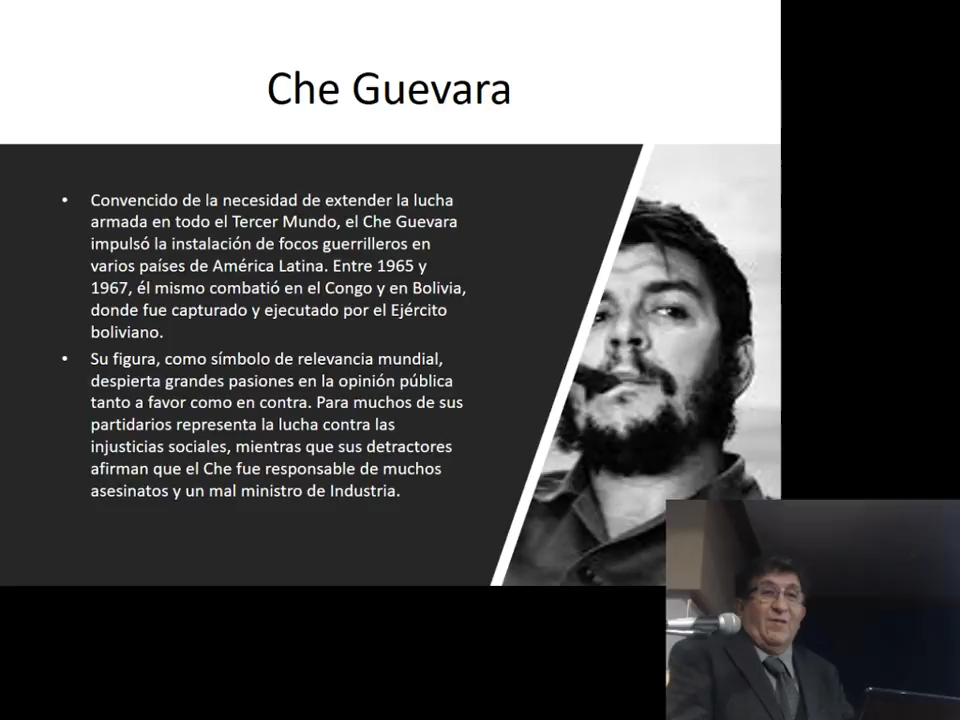 Che Guevara
• Convencido de la necesidad de extender la lucha
armada en todo el Tercer Mundo, el Che Guevara
impulsó la instalación de focos guerrilleros en
varios países de América Latina. Entre 1965 y
1967, él mismo combatió en el Congo y en Bolivia,
donde fue capturado y ejecutado por el Ejército
boliviano.
• Su figura, como símbolo de relevancia mundial,
despierta grandes pasiones en la opinión pública
tanto a favor como en contra. Para muchos de sus
partidarios representa la lucha contra las
injusticias sociales, mientras que sus detractores
afirman que el Che fue responsable de muchos
asesinatos y un mal ministro de Industria.